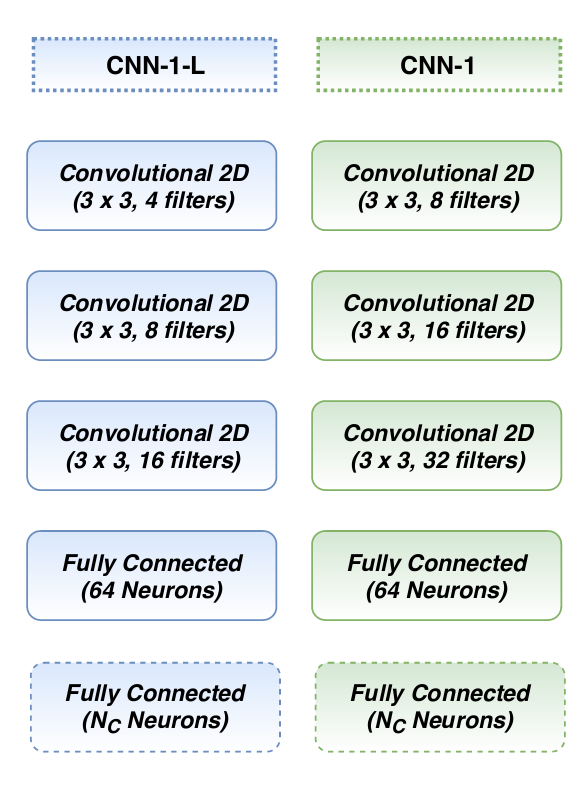 CNN-1-L
CNN-1
Convolutional 2D
(3 x 3, 4 filters)
Convolutional 2D
(3 x 3, 8 filters)
Convolutional 2D
(3 x 3, 8 filters)
Convolutional 2D
(3 x 3, 16 filters)
Convolutional 2D
(3 x 3, 16 filters)
Convolutional 2D
(3 x 3, 32 filters)
Fully Connected
(64 Neurons)
Fully Connected
(64 Neurons)
Fully Connected
(NC Neurons)
Fully Connected
(NC Neurons)